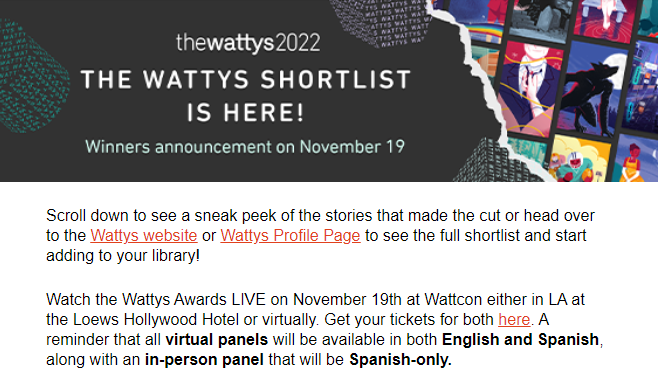 thewattys2022
THE WATTYS SHORTLIST
IS HERE!
Winners announcement on November 19
Scroll down to see a sneak peek of the stories that made the cut or head over
to the Wattys website or Wattys Profile Page to see the full shortlist and start
adding to your library!
Watch the Wattys Awards LIVE on November 19th at Wattcon either in LA at
the Loews Hollywood Hotel or virtually. Get your tickets for both here. A
reminder that all virtual panels will be available in both English and Spanish,
along with an in-person panel that will be Spanish-only.